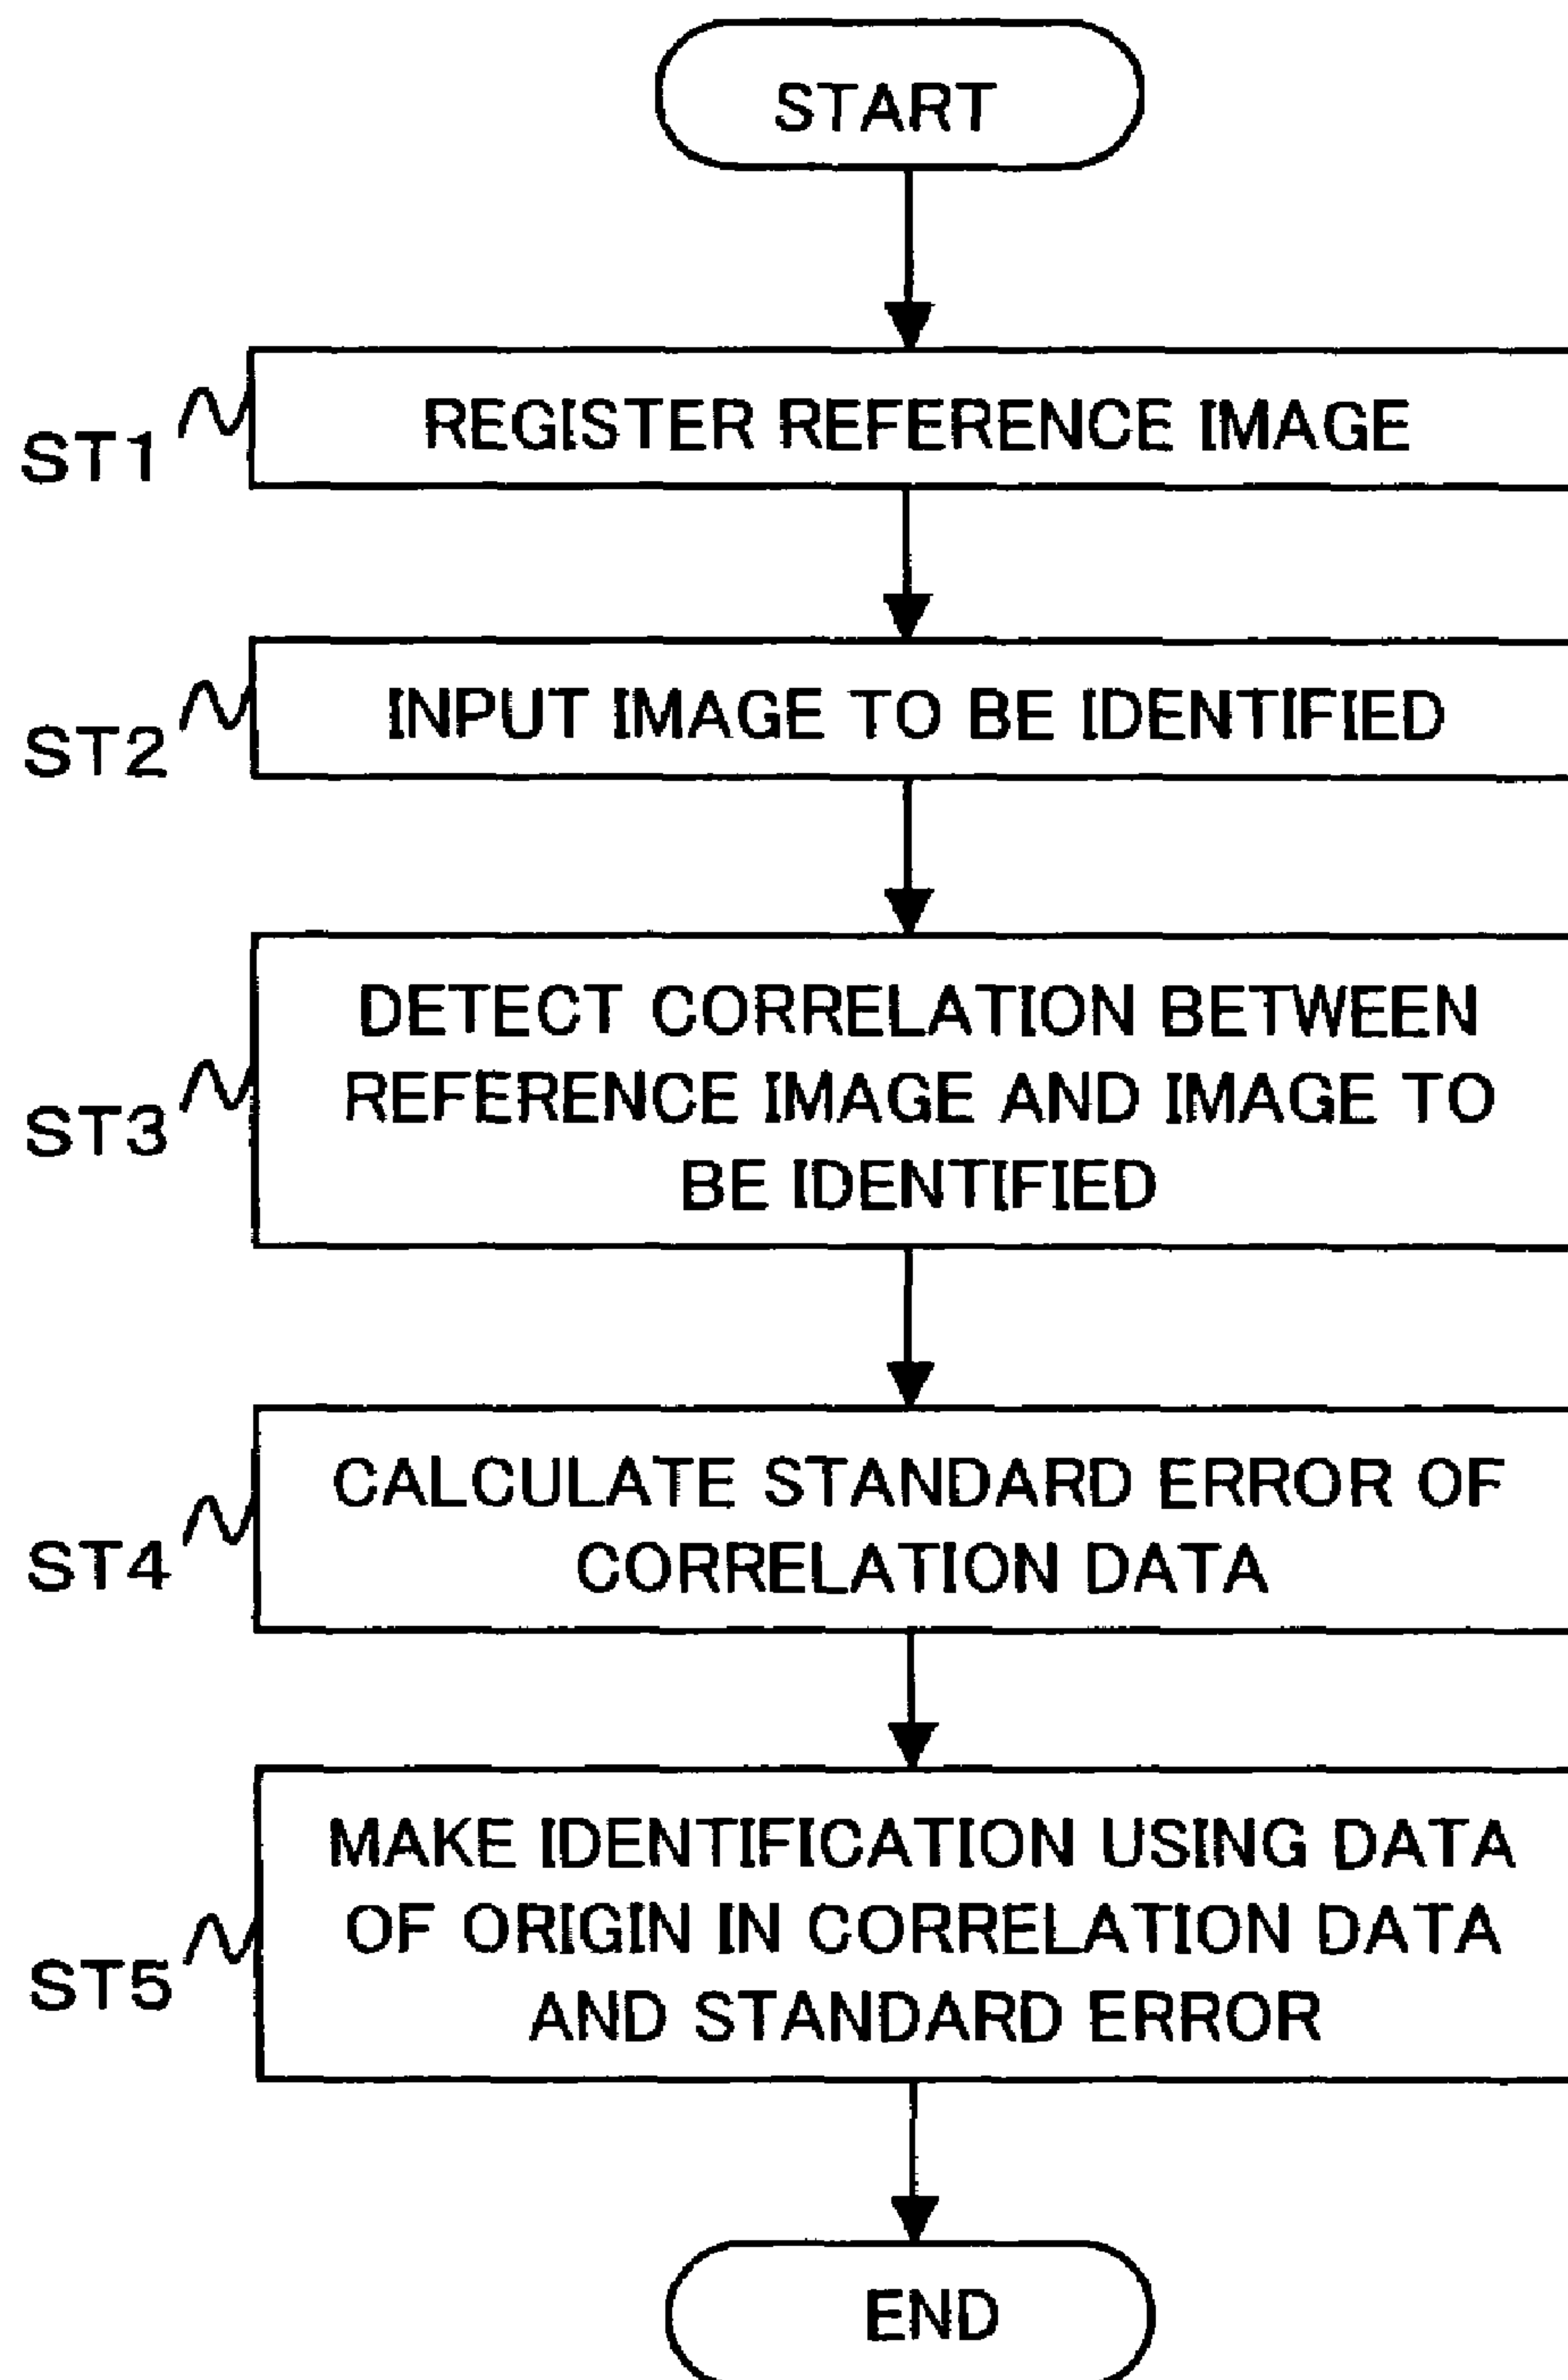 START
ST1
REGISTER REFERENCE IMAGE
ST2
INPUT IMAGE TO BE IDENTIFIED
ST3
DETECT CORRELATION BETWEEN
REFERENCE IMAGE AND IMAGE TO
BE IDENTIFIED
ST4
CALCULATE STANDARD ERROR OF
CORRELATION DATA
ST5
MAKE IDENTIFICATION USING DATA
OF ORIGIN IN CORRELATION DATA
AND STANDARD ERROR
END